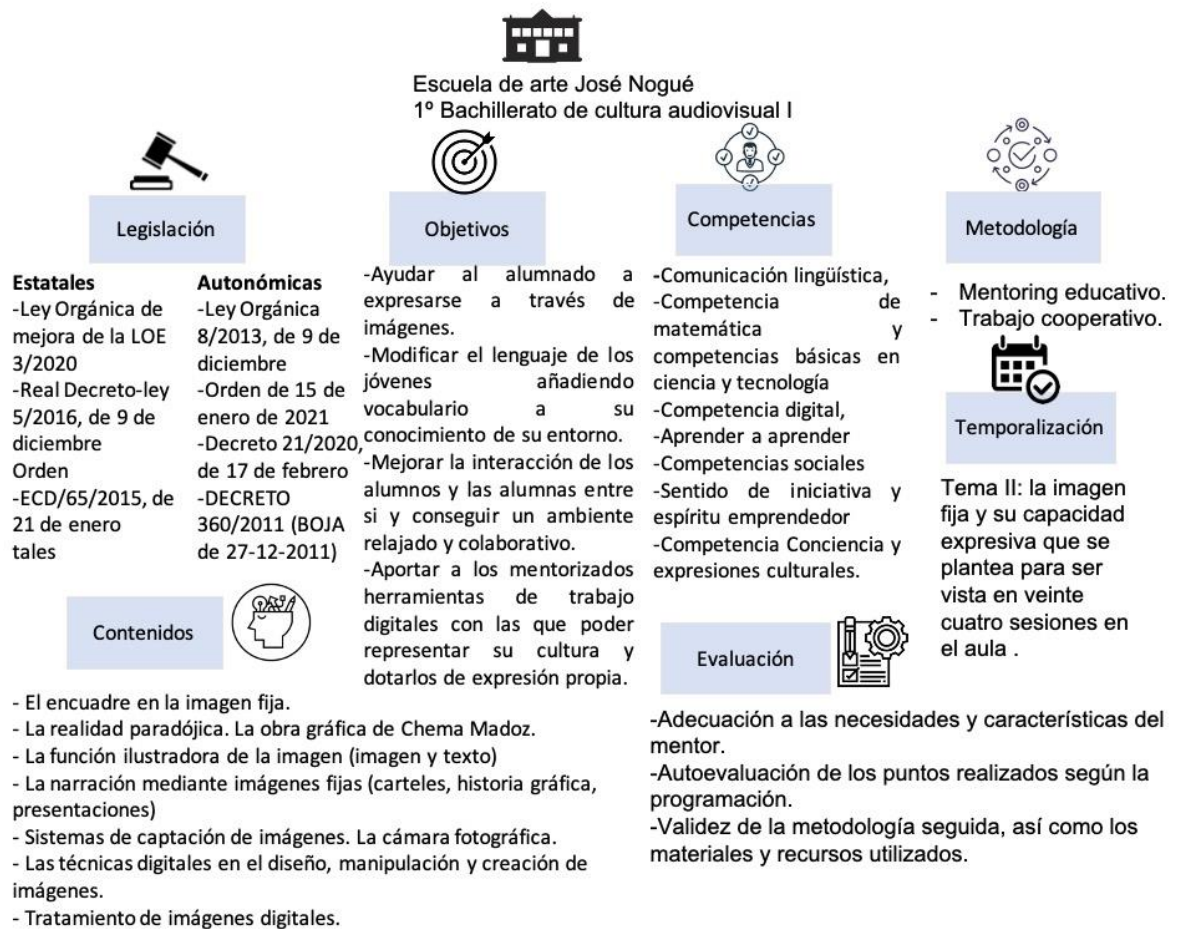 Escuela de arte José Nogué
1º Bachillerato de cultura audiovisual I
Legislación
Estatales
-Ley Orgánica de
mejora de la LOE
3/2020
-Real Decreto-ley
5/2016, de 9 de
diciembre
Orden
-ECD/65/2015, de
21 de enero
tales
Autonómicas
-Ley Orgánica
8/2013, de 9 de
diciembre
-Orden de 15 de
enero de 2021
-Decreto 21/2020,
de 17 de febrero
-DECRETO
360/2011 (BOJA
de 27-12-2011)
Objetivos
-Ayudar al alumnado a
expresarse a través de
imágenes.
-Modificar el lenguaje de los
jóvenes añadiendo
vocabulario a su
conocimiento de su entorno.
-Mejorar la interacción de los
alumnos y las alumnas entre
si y conseguir un ambiente
relajado y colaborativo.
-Aportar a los mentorizados
herramientas de trabajo
digitales con las que poder
representar su cultura y
dotarlos de expresión propia.
Competencias
-Comunicación lingüística,
-Competencia de
matemática y
competencias básicas en
ciencia y tecnología
-Competencia digital,
-Aprender a aprender
-Competencias sociales
-Sentido de iniciativa y
espíritu emprendedor
-Competencia Conciencia y
expresiones culturales.
Metodología
- Mentoring educativo.
- Trabajo cooperativo.
Temporalización
Tema II: la imagen
fija y su capacidad
expresiva que se
plantea para ser
vista en veinte
cuatro sesiones en
el aula .
Contenidos
- El encuadre en la imagen fija.
- La realidad paradójica. La obra gráfica de Chema Madoz.
- La función ilustradora de la imagen (imagen y texto)
- La narración mediante imágenes fijas (carteles, historia gráfica,
presentaciones)
- Sistemas de captación de imágenes. La cámara fotográfica.
- Las técnicas digitales en el diseño, manipulación y creación de
imágenes.
- Tratamiento de imágenes digitales.
Evaluación
-Adecuación a las necesidades y características del
mentor.
-Autoevaluación de los puntos realizados según la
programación.
-Validez de la metodología seguida, así como los
materiales y recursos utilizados.